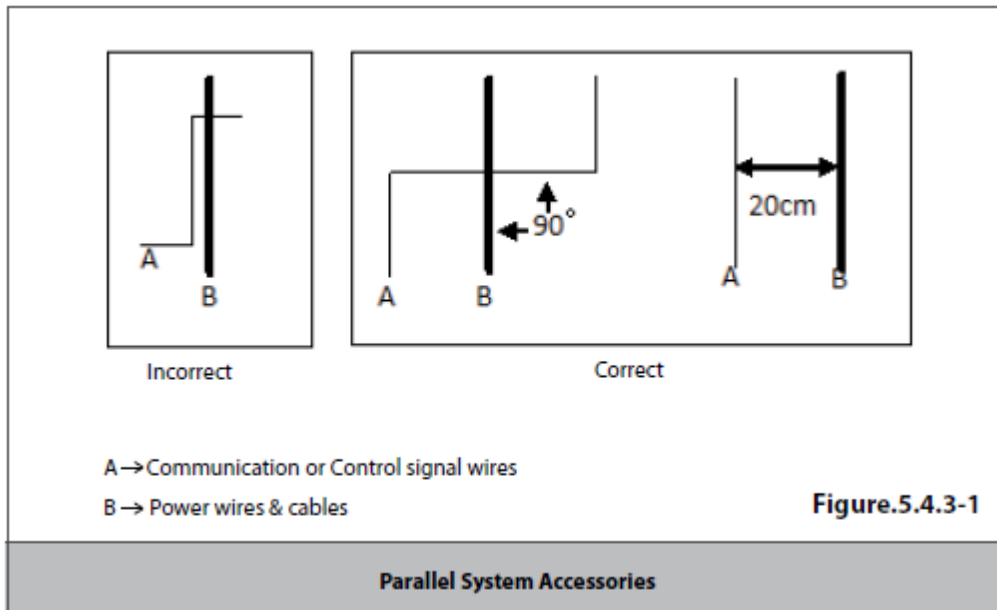 A
B
Incorrect
90°
A
B
20cm
A
B
Correct
A→Communication or Control signal wires
B→ Power wires & cables
Figure.5.4.3-1
Parallel System Accessories